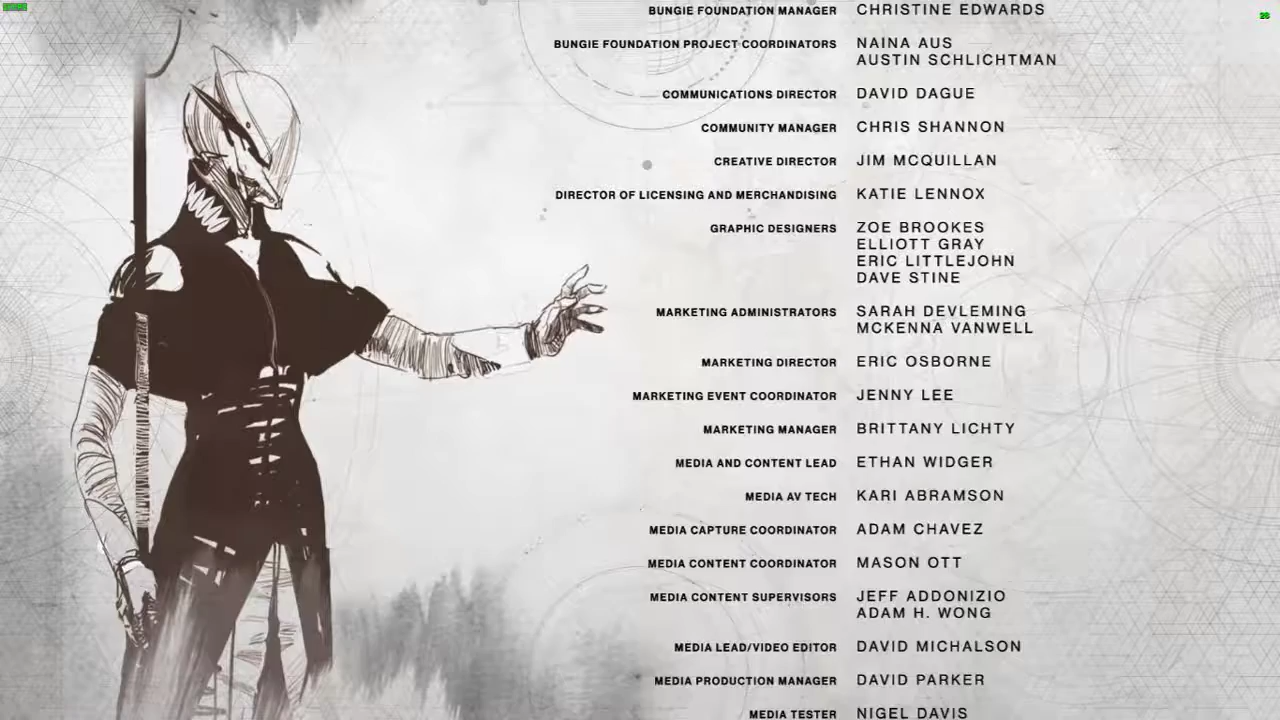 BUNGIE FOUNDATION MANAGER CHRISTINE EDWARDS
BUNGIE FOUNDATION PROJECT COORDINATORS NAINA AUS
AUSTIN SCHLICHTMAN
COMMUNICATIONS DIRECTOR DAVID DAGUE
COMMUNITY MANAGER CHRIS SHANNON
CREATIVE DIRECTOR JIM MCQUILLAN
DIRECTOR OF LICENSING AND MERCHANDISING KATIE LENNOX
GRAPHIC DESIGNERS ZOE BROOKES
ELLIOTT GRAY
ERIC LITTLEJOHN
DAVE STINE
MARKETING ADMINISTRATORS SARAH DEVLEMING
MCKENNA VANWELL
MARKETING DIRECTOR ERIC OSBORNE
MARKETING EVENT COORDINATOR JENNY LEE
MARKETING MANAGER BRITTANY LICHTY
MEDIA AND CONTENT LEAD ETHAN WIDGER
MEDIA AV TECH KARI ABRAMSON
MEDIA CAPTURE COORDINATOR ADAM CHAVEZ
MEDIA CONTENT COORDINATOR MASON OTT
MEDIA CONTENT SUPERVISORS JEFF ADDONIZIO
ADAM H. WONG
MEDIA LEAD/VIDEO EDITOR DAVID MICHALSON
MEDIA PRODUCTION MANAGER DAVID PARKER
MEDIA TESTER NIGEL DAVIS